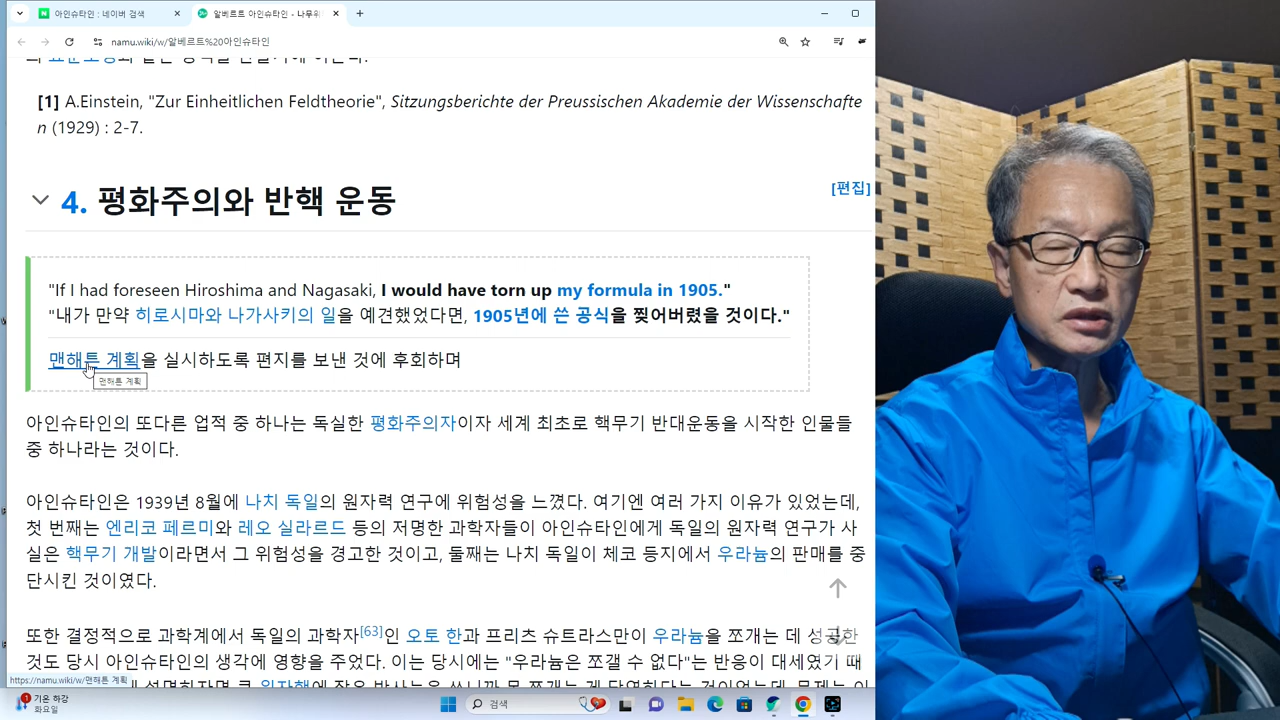 아인슈타인 : 네이버 검색
알베르트 아인슈타인 - 나무위
namu.wiki/w/알베르트%20아인슈타인
[1] A.Einstein, "Zur Einheitlichen Feldtheorie", Sitzungsberichte der Preussischen Akademie der Wissenschafte
n (1929) : 2-7.
4. 평화주의와 반핵 운동
[편집]
"If I had foreseen Hiroshima and Nagasaki, I would have torn up my formula in 1905."
"내가 만약 히로시마와 나가사키의 일을 예견했었다면, 1905년에 쓴 공식을 찢어버렸을 것이다."
맨해튼 계획을 실시하도록 편지를 보낸 것에 후회하며
맨해튼 계획
아인슈타인의 또다른 업적 중 하나는 독실한 평화주의자이자 세계 최초로 핵무기 반대운동을 시작한 인물들
중 하나라는 것이다.
아인슈타인은 1939년 8월에 나치 독일의 원자력 연구에 위험성을 느꼈다. 여기엔 여러 가지 이유가 있었는데,
첫 번째는 엔리코 페르미와 레오 실라르드 등의 저명한 과학자들이 아인슈타인에게 독일의 원자력 연구가 사
실은 핵무기 개발이라면서 그 위험성을 경고한 것이고, 둘째는 나치 독일이 체코 등지에서 우라늄의 판매를 중
단시킨 것이였다.
또한 결정적으로 과학계에서 독일의 과학자[63]인 오토 한과 프리츠 슈트라스만이 우라늄을 쪼개는 데 성공한
것도 당시 아인슈타인의 생각에 영향을 주었다. 이는 당시에는 "우라늄은 쪼갤 수 없다"는 반응이 대세였기 때
https://namu.wiki/w/맨해튼 계획
1
기온 하강
화요일
검색